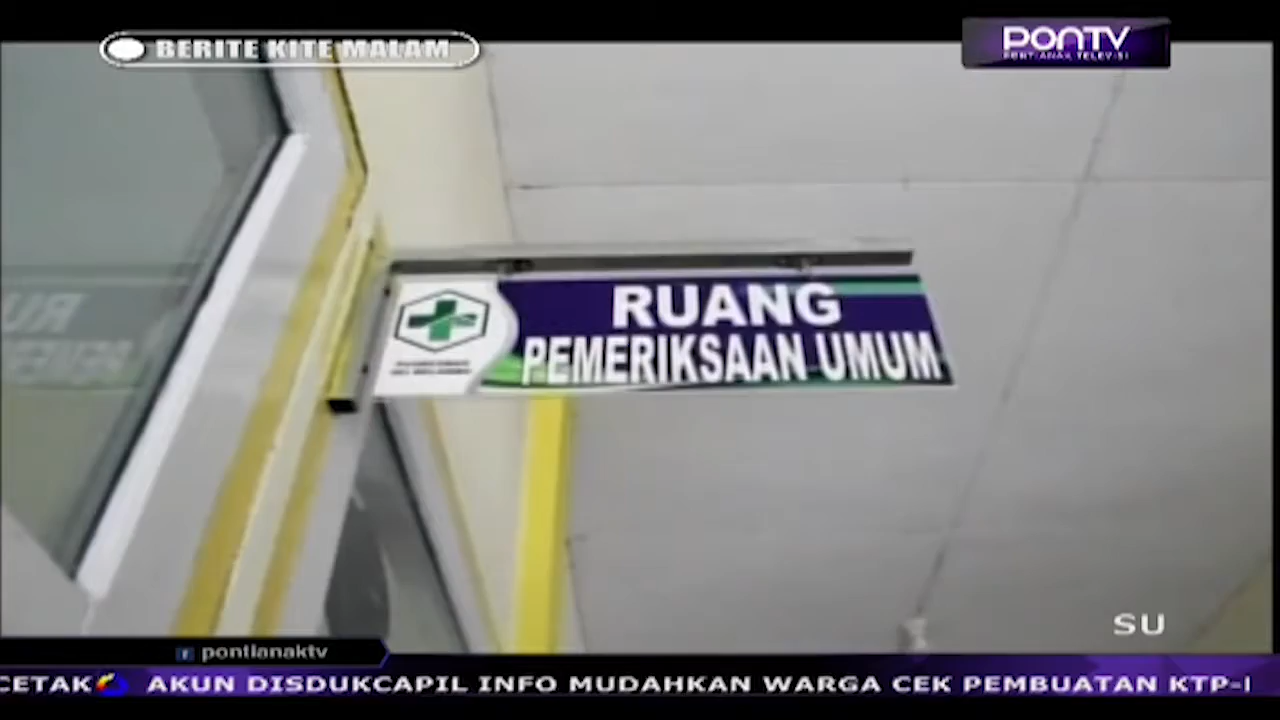 BERITE KITE MALAM
PONTV
PONTIANAK TELEVISI
RUANG
PEMERIKSAAN UMUM
SU
pontianaktv
CETAK AKUN DISDUKCAPIL INFO MUDAHKAN WARGA CEK PEMBUATAN KTP-